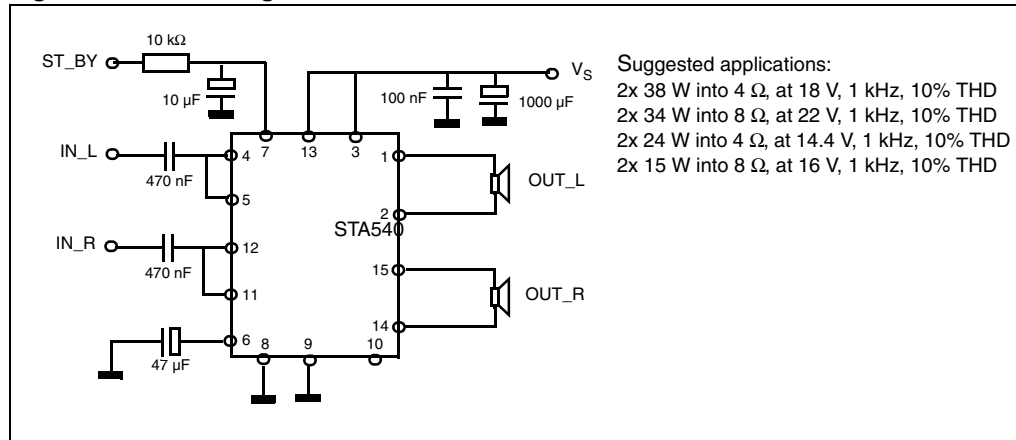 10 kΩ
ST_BY
10 µF
100 nF
1000 µF
V_S
Suggested applications:
2x 38 W into 4 Ω, at 18 V, 1 kHz, 10% THD
2x 34 W into 8 Ω, at 22 V, 1 kHz, 10% THD
2x 24 W into 4 Ω, at 14.4 V, 1 kHz, 10% THD
2x 15 W into 8 Ω, at 16 V, 1 kHz, 10% THD
IN_L
470 nF
4
7
13
3
1
5
2
OUT_L
STA540
IN_R
470 nF
12
11
15
14
OUT_R
47 µF
6
8
9
10